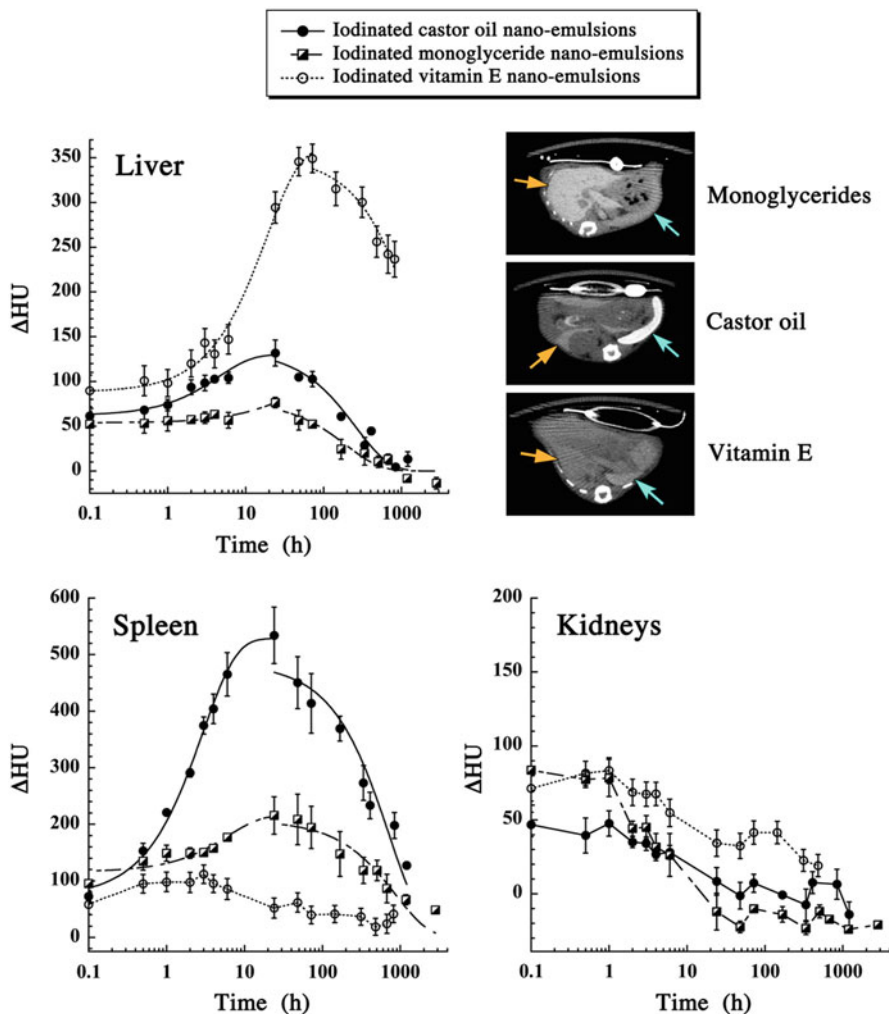 Iodinated castor oil nano-emulsions
Iodinated monoglyceride nano-emulsions
Iodinated vitamin E nano-emulsions
Liver
350
300
250
200
150
100
50
0
ΔHU
0.1
1
10
100
1000
Time (h)
Monoglycerides
Castor oil
Vitamin E
Spleen
600
500
400
300
200
100
0
ΔHU
0.1
1
10
100
1000
Time (h)
Kidneys
200
150
100
50
0
ΔHU
0.1
1
10
100
1000
Time (h)